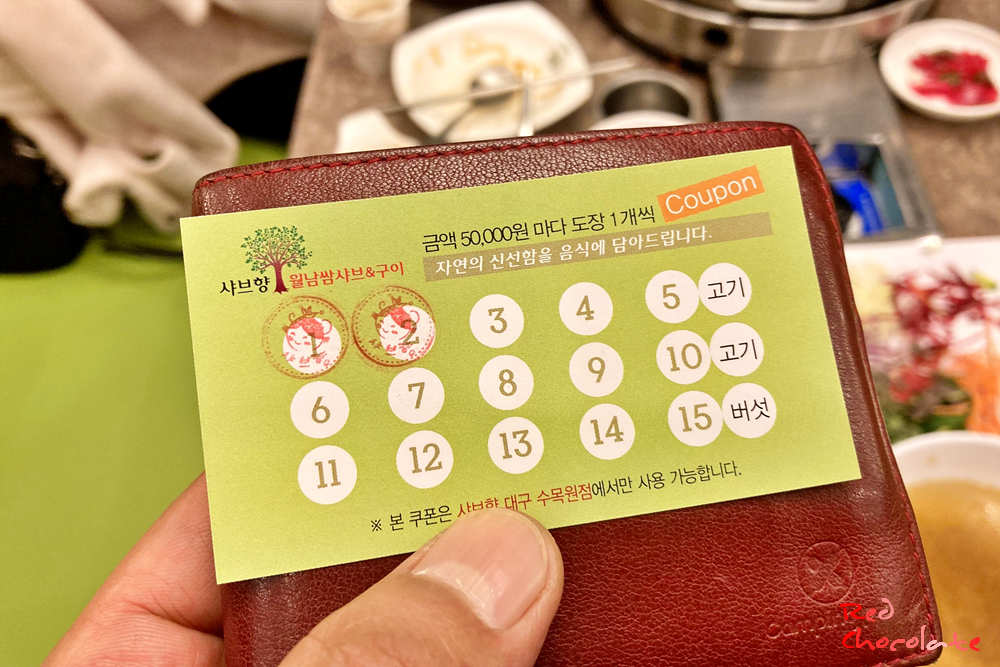 금액 50,000원 마다 도장 1개씩
Coupon
자연의 신선함을 음식에 담아드립니다.
샤브향 월남쌈샤브&구이
1 2 3 4 5 고기
6 7 8 9 10 고기
11 12 13 14 15 버섯
※ 본 쿠폰은 샤브향 대구 수목원점에서만 사용 가능합니다.
Red
Chocolate